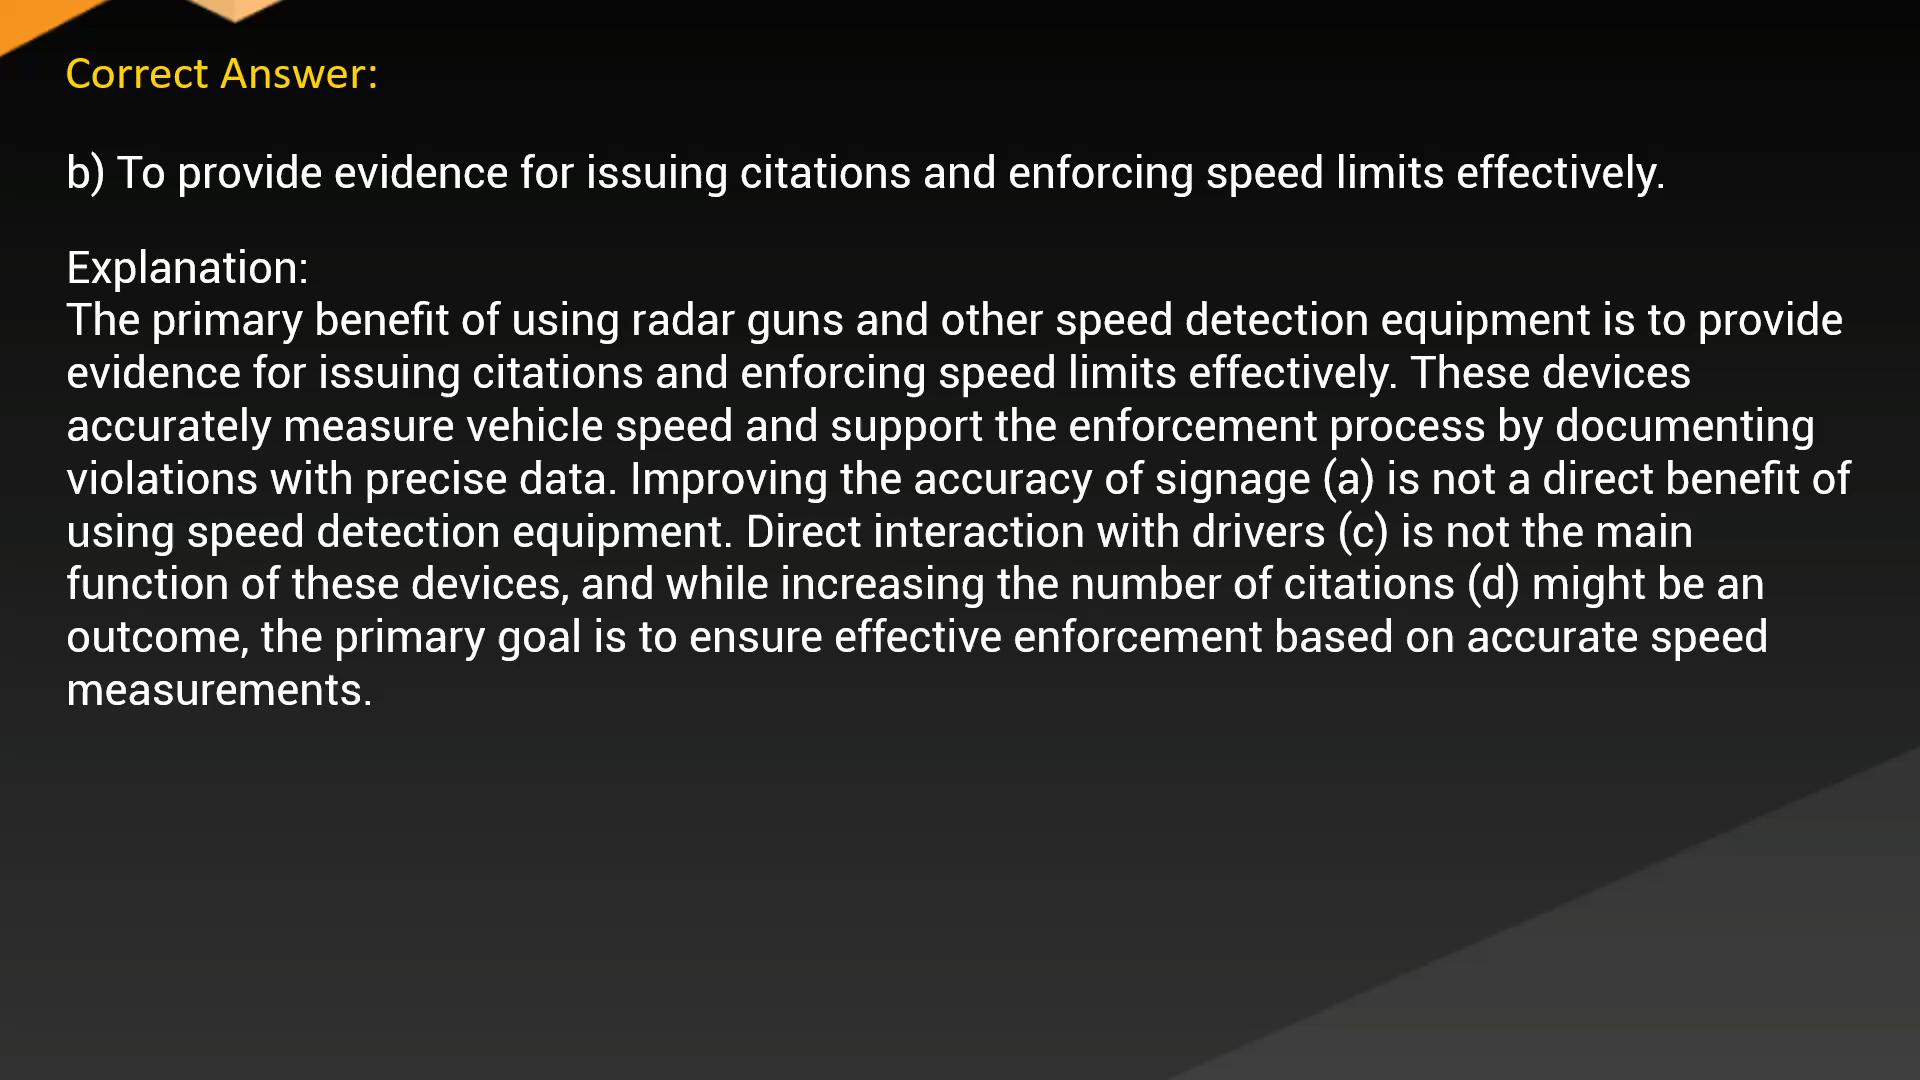 Correct Answer:
b) To provide evidence for issuing citations and enforcing speed limits effectively.
Explanation:
The primary benefit of using radar guns and other speed detection equipment is to provide
evidence for issuing citations and enforcing speed limits effectively. These devices
accurately measure vehicle speed and support the enforcement process by documenting
violations with precise data. Improving the accuracy of signage (a) is not a direct benefit of
using speed detection equipment. Direct interaction with drivers (c) is not the main
function of these devices, and while increasing the number of citations (d) might be an
outcome, the primary goal is to ensure effective enforcement based on accurate speed
measurements.